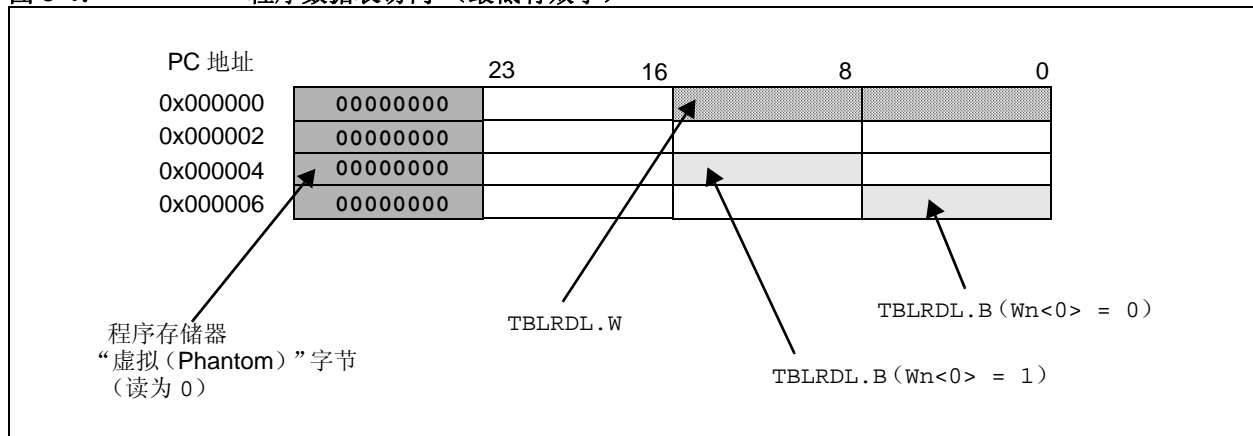 PC 地址
23 16 8 0
0x000000 00000000
0x000002 00000000
0x000004 00000000
0x000006 00000000
TBLRDL.W
TBLRDL.B（Wn<0> = 0）
TBLRDL.B（Wn<0> = 1）
程序存储器
“虚拟（Phantom）”字节
（读为 0）